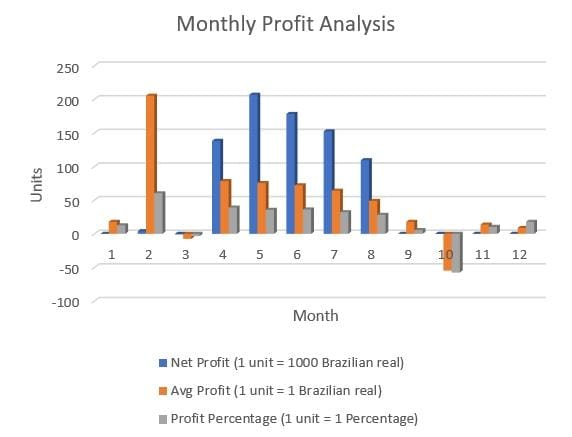 Monthly Profit Analysis
250
200
150
100
50
0
-50
-100
Units
1 2 3 4 5 6 7 8 9 10 11 12
Month
Net Profit (1 unit = 1000 Brazilian real)
Avg Profit (1 unit = 1 Brazilian real)
Profit Percentage (1 unit = 1 Percentage)